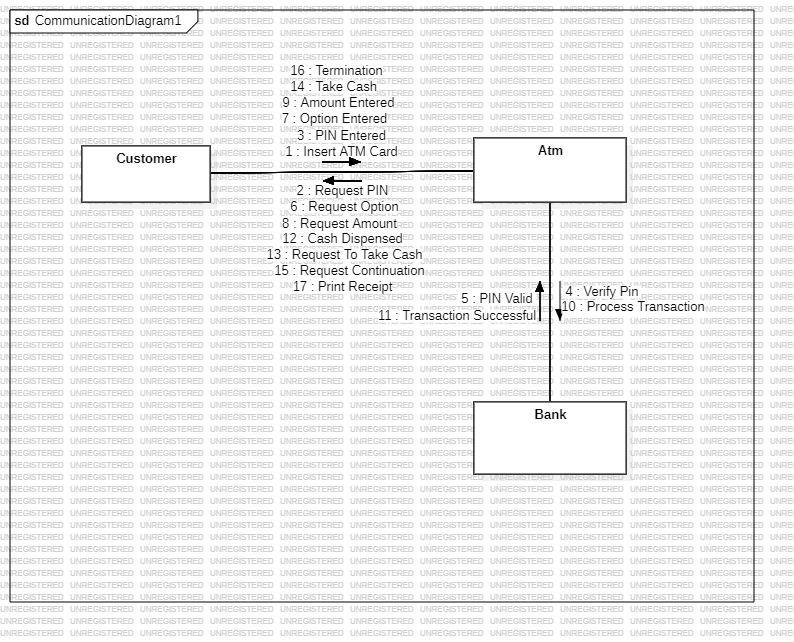 sd CommunicationDiagram1
16 : Termination
14 : Take Cash
9 : Amount Entered
7 : Option Entered
3 : PIN Entered
1 : Insert ATM Card
Customer
Atm
2 : Request PIN
6 : Request Option
8 : Request Amount
12 : Cash Dispensed
13 : Request To Take Cash
15 : Request Continuation
17 : Print Receipt
5 : PIN Valid
11 : Transaction Successful
4 : Verify Pin
10 : Process Transaction
Bank
UNREGISTERED